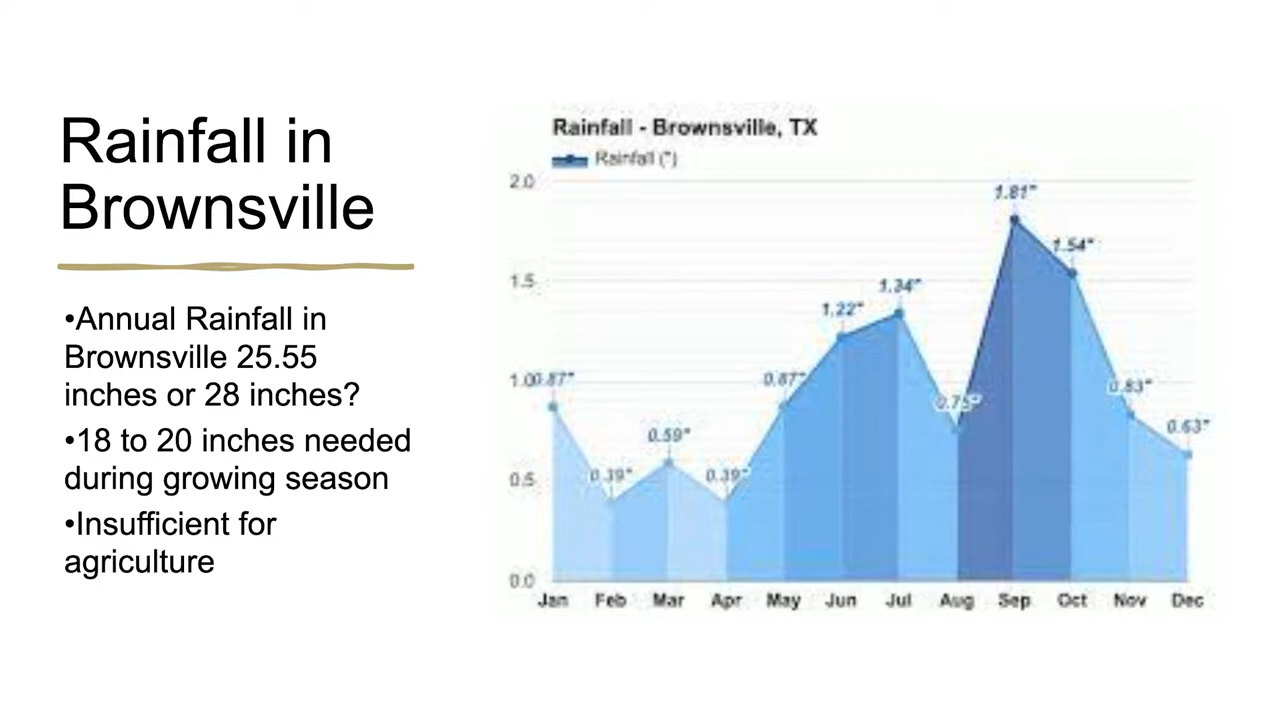 Rainfall in
Brownsville
•Annual Rainfall in
Brownsville 25.55
inches or 28 inches?
•18 to 20 inches needed
during growing season
•Insufficient for
agriculture
Rainfall - Brownsville, TX
Rainfall (")
2.0
1.5
1.0
0.5
0.0
0.87"
0.39"
0.59"
0.39"
0.87"
1.22"
1.34"
0.75"
1.81"
1.54"
0.83"
0.63"
Jan Feb Mar Apr May Jun Jul Aug Sep Oct Nov Dec